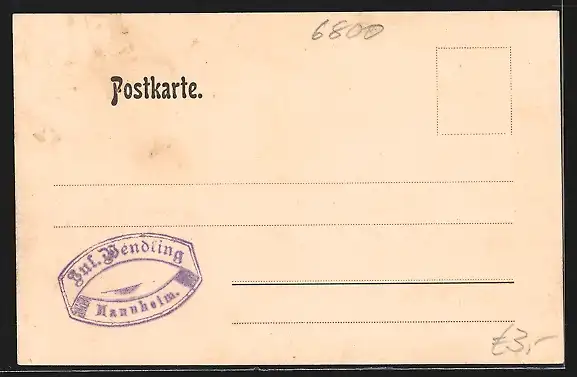 6800
Postkarte.
Jul. Wendling
Mannheim.
£3,-